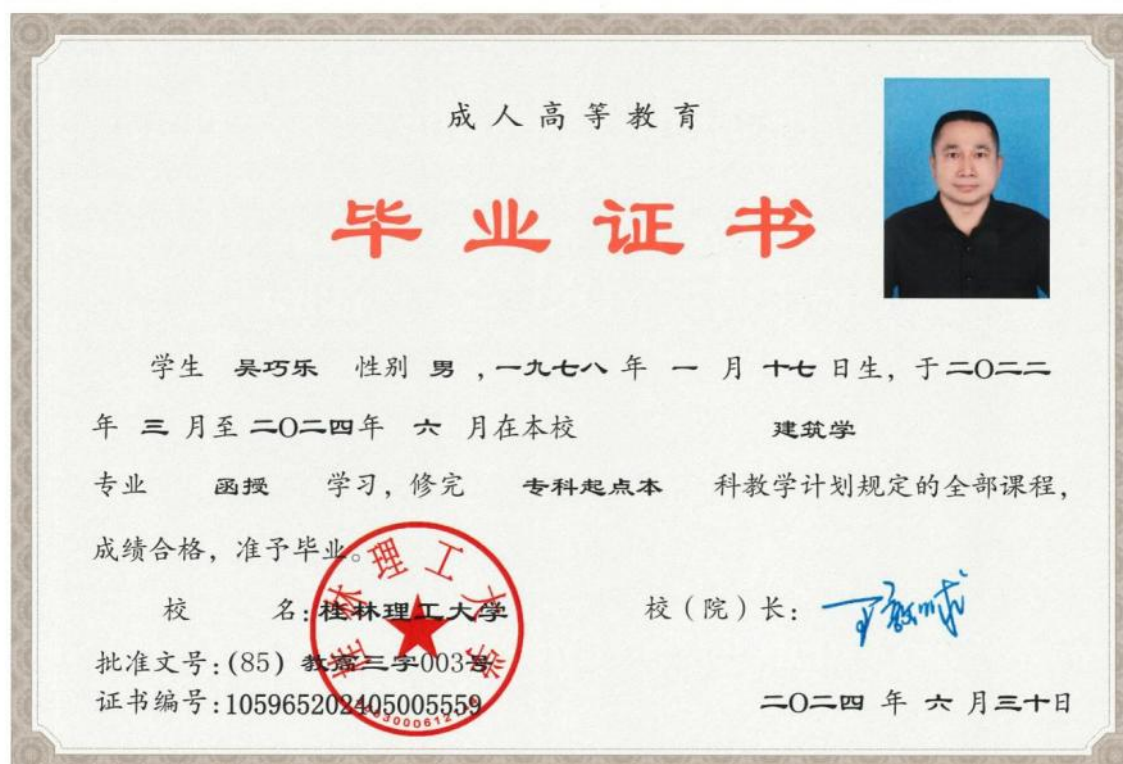 成人高等教育
毕业证书
学生 吴巧乐 性别 男 ,一九七八 年 一 月 十七 日生, 于二〇二二
年 三 月至 二〇二四年 六 月在本校 建筑学
专业 函授 学习, 修完 专科起点本 科教学计划规定的全部课程,
成绩合格, 准予毕业。
校 名:桂林理工大学 校(院)长:
批准文号:(85) 教高三字003号
证书编号:105965202405005559
二〇二四 年 六 月三十日
桂林理工大学